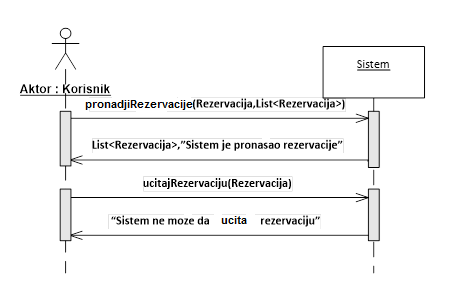 Sistem
Aktor : Korisnik
pronadjiRezervacije(Rezervacija,List<Rezervacija>)
List<Rezervacija>,"Sistem je pronasao rezervacije"
ucitajRezervaciju(Rezervacija)
"Sistem ne moze da ucita rezervaciju"